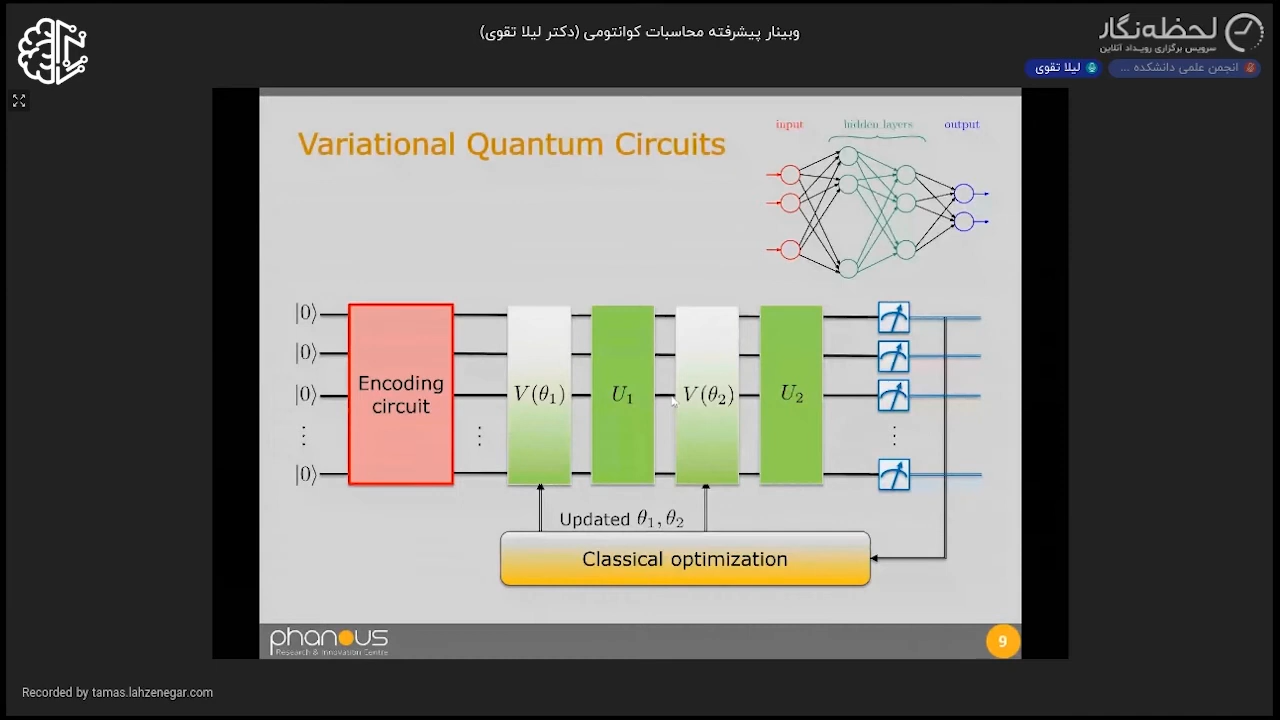 وبینار پیشرفته محاسبات کوانتومی (دکتر لیلا تقوی)
لحظه‌نگار
سرویس برگزاری رویداد آنلاین
انجمن علمی دانشکده ...
لیلا تقوی
Variational Quantum Circuits
input
hidden layers
output
|0⟩
|0⟩
|0⟩
⋮
|0⟩
Encoding
circuit
⋮
V(θ₁)
U₁
V(θ₂)
U₂
⋮
Updated θ₁, θ₂
Classical optimization
phanous
Research & Innovation Centre
9
Recorded by tamas.lahzenegar.com